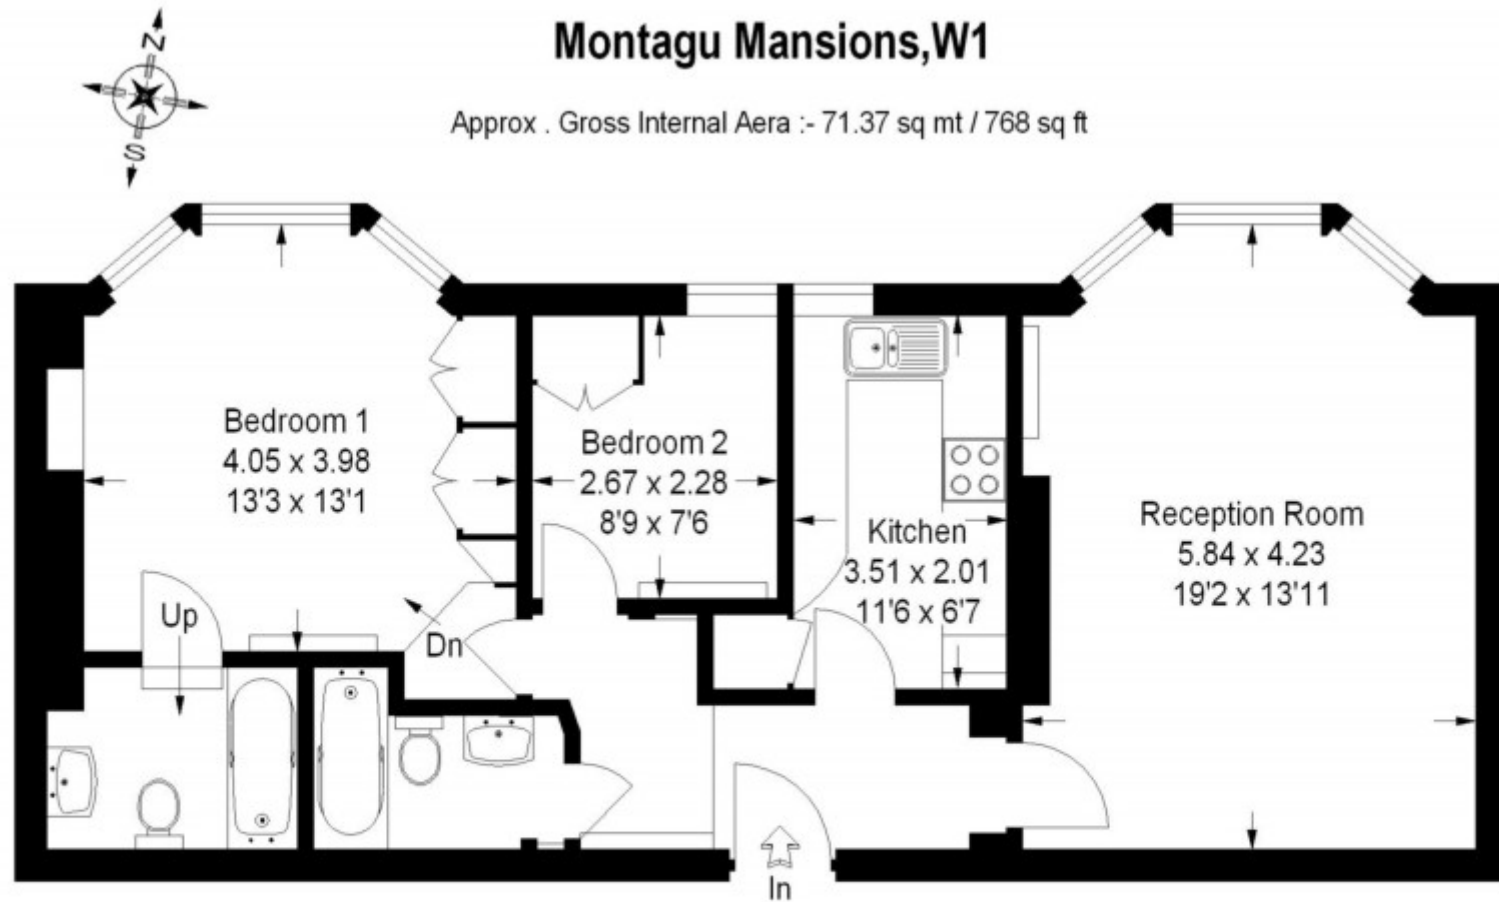 N
S
Montagu Mansions,W1
Approx . Gross Internal Aera :- 71.37 sq mt / 768 sq ft
Bedroom 1
4.05 x 3.98
13'3 x 13'1
Bedroom 2
2.67 x 2.28
8'9 x 7'6
Kitchen
3.51 x 2.01
11'6 x 6'7
Reception Room
5.84 x 4.23
19'2 x 13'11
Up
Dn
In